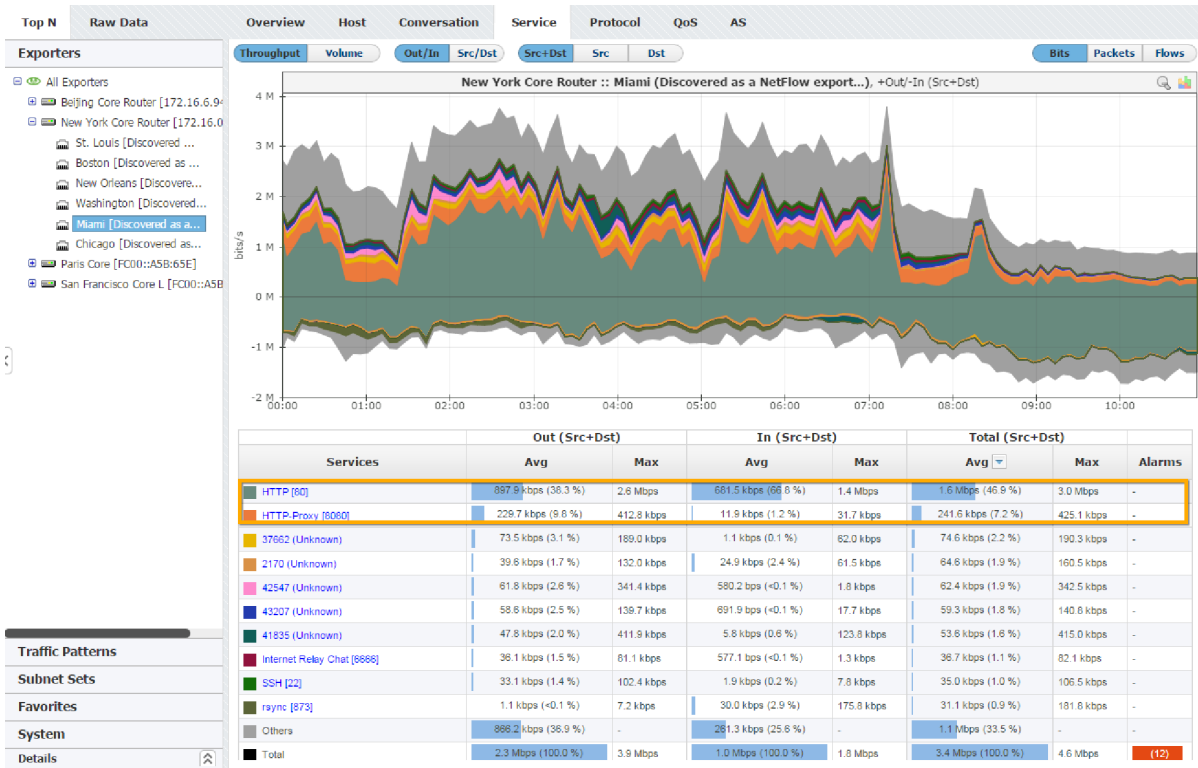 Top N Raw Data Overview Host Conversation Service Protocol QoS AS
Exporters
All Exporters
Beijing Core Router [172.16.6.94
New York Core Router [172.16.0
St. Louis [Discovered ...
Boston [Discovered as ...
New Orleans [Discovere...
Washington [Discovered...
Miami [Discovered as a...
Chicago [Discovered as...
Paris Core [FC00::A5B:65E]
San Francisco Core L [FC00::A5B
Traffic Patterns
Subnet Sets
Favorites
System
Details
Throughput Volume Out/In Src/Dst Src+Dst Src Dst Bits Packets Flows
New York Core Router :: Miami (Discovered as a NetFlow export...), +Out/-In (Src+Dst)
4 M
3 M
2 M
1 M
0 M
-1 M
-2 M
bits/s
00:00 01:00 02:00 03:00 04:00 05:00 06:00 07:00 08:00 09:00 10:00
Out (Src+Dst) In (Src+Dst) Total (Src+Dst)
Services Avg Max Avg Max Avg Max Alarms
HTTP [80] 897.9 kbps (38.3 %) 2.6 Mbps 681.5 kbps (66.8 %) 1.4 Mbps 1.6 Mbps (46.9 %) 3.0 Mbps -
HTTP-Proxy [8080] 229.7 kbps (9.8 %) 412.8 kbps 11.9 kbps (1.2 %) 31.7 kbps 241.6 kbps (7.2 %) 425.1 kbps -
37662 (Unknown) 73.5 kbps (3.1 %) 189.0 kbps 1.1 kbps (0.1 %) 82.0 kbps 74.6 kbps (2.2 %) 190.3 kbps -
2170 (Unknown) 39.6 kbps (1.7 %) 132.0 kbps 24.9 kbps (2.4 %) 61.5 kbps 64.6 kbps (1.9 %) 160.5 kbps -
42547 (Unknown) 61.8 kbps (2.6 %) 341.4 kbps 580.2 bps (<0.1 %) 1.8 kbps 62.4 kbps (1.9 %) 342.5 kbps -
43207 (Unknown) 58.6 kbps (2.5 %) 139.7 kbps 691.9 bps (<0.1 %) 17.7 kbps 59.3 kbps (1.8 %) 140.8 kbps -
41835 (Unknown) 47.8 kbps (2.0 %) 411.9 kbps 5.8 kbps (0.6 %) 123.8 kbps 53.6 kbps (1.6 %) 415.0 kbps -
Internet Relay Chat [6666] 36.1 kbps (1.5 %) 81.1 kbps 577.1 bps (<0.1 %) 1.3 kbps 36.7 kbps (1.1 %) 82.1 kbps -
SSH [22] 33.1 kbps (1.4 %) 102.4 kbps 1.9 kbps (0.2 %) 7.8 kbps 35.0 kbps (1.0 %) 106.5 kbps -
rsync [873] 1.1 kbps (<0.1 %) 7.2 kbps 30.0 kbps (2.9 %) 175.8 kbps 31.1 kbps (0.9 %) 181.8 kbps -
Others 866.2 kbps (36.9 %) - 261.3 kbps (25.6 %) - 1.1 Mbps (33.5 %) - -
Total 2.3 Mbps (100.0 %) 3.9 Mbps 1.0 Mbps (100.0 %) 1.8 Mbps 3.4 Mbps (100.0 %) 4.6 Mbps (12)